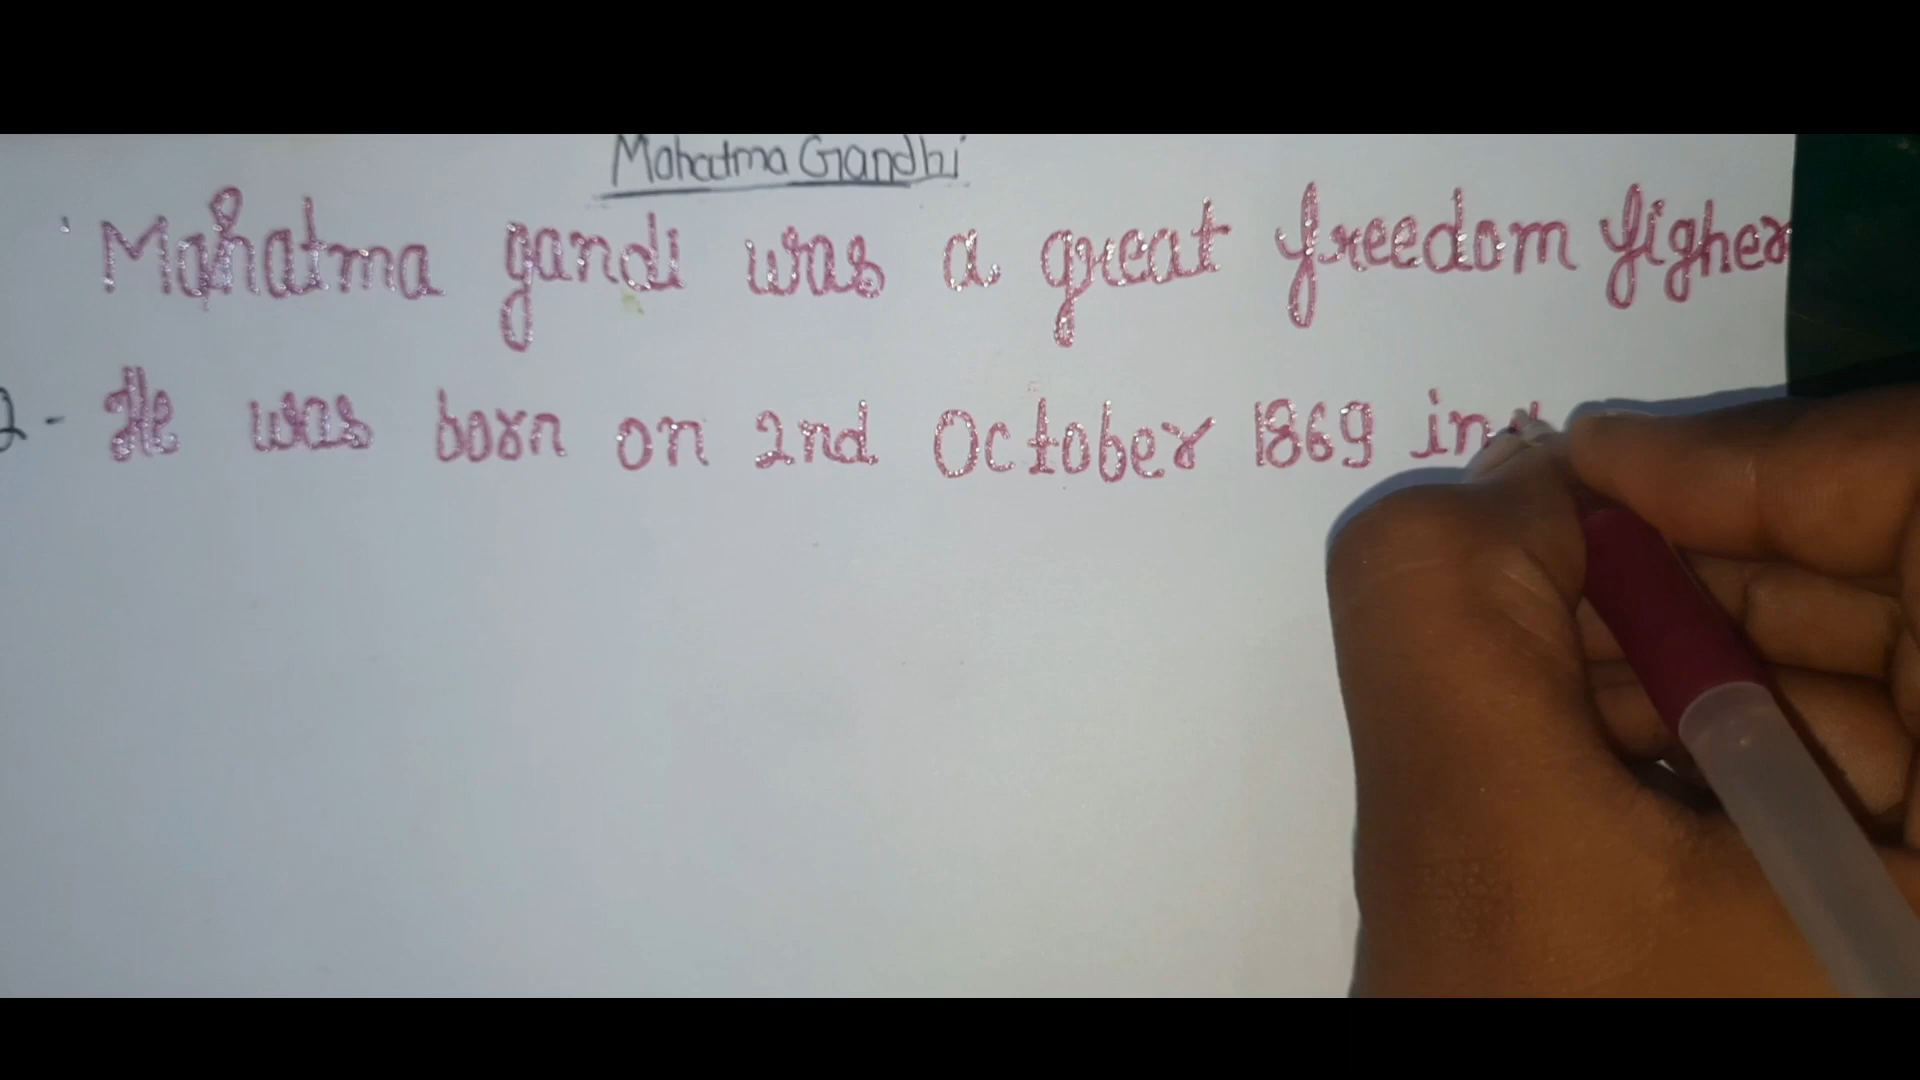 Mahatma Gandhi
Mahatma gandi was a great freedom figher
2- He was born on 2nd October 1869 in